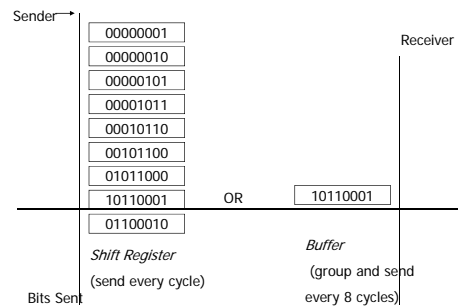 Sender
Receiver
00000001
00000010
00000101
00001011
00010110
00101100
01011000
10110001
OR
10110001
01100010
Shift Register
(send every cycle)
Buffer
(group and send
every 8 cycles)
Bits Sent